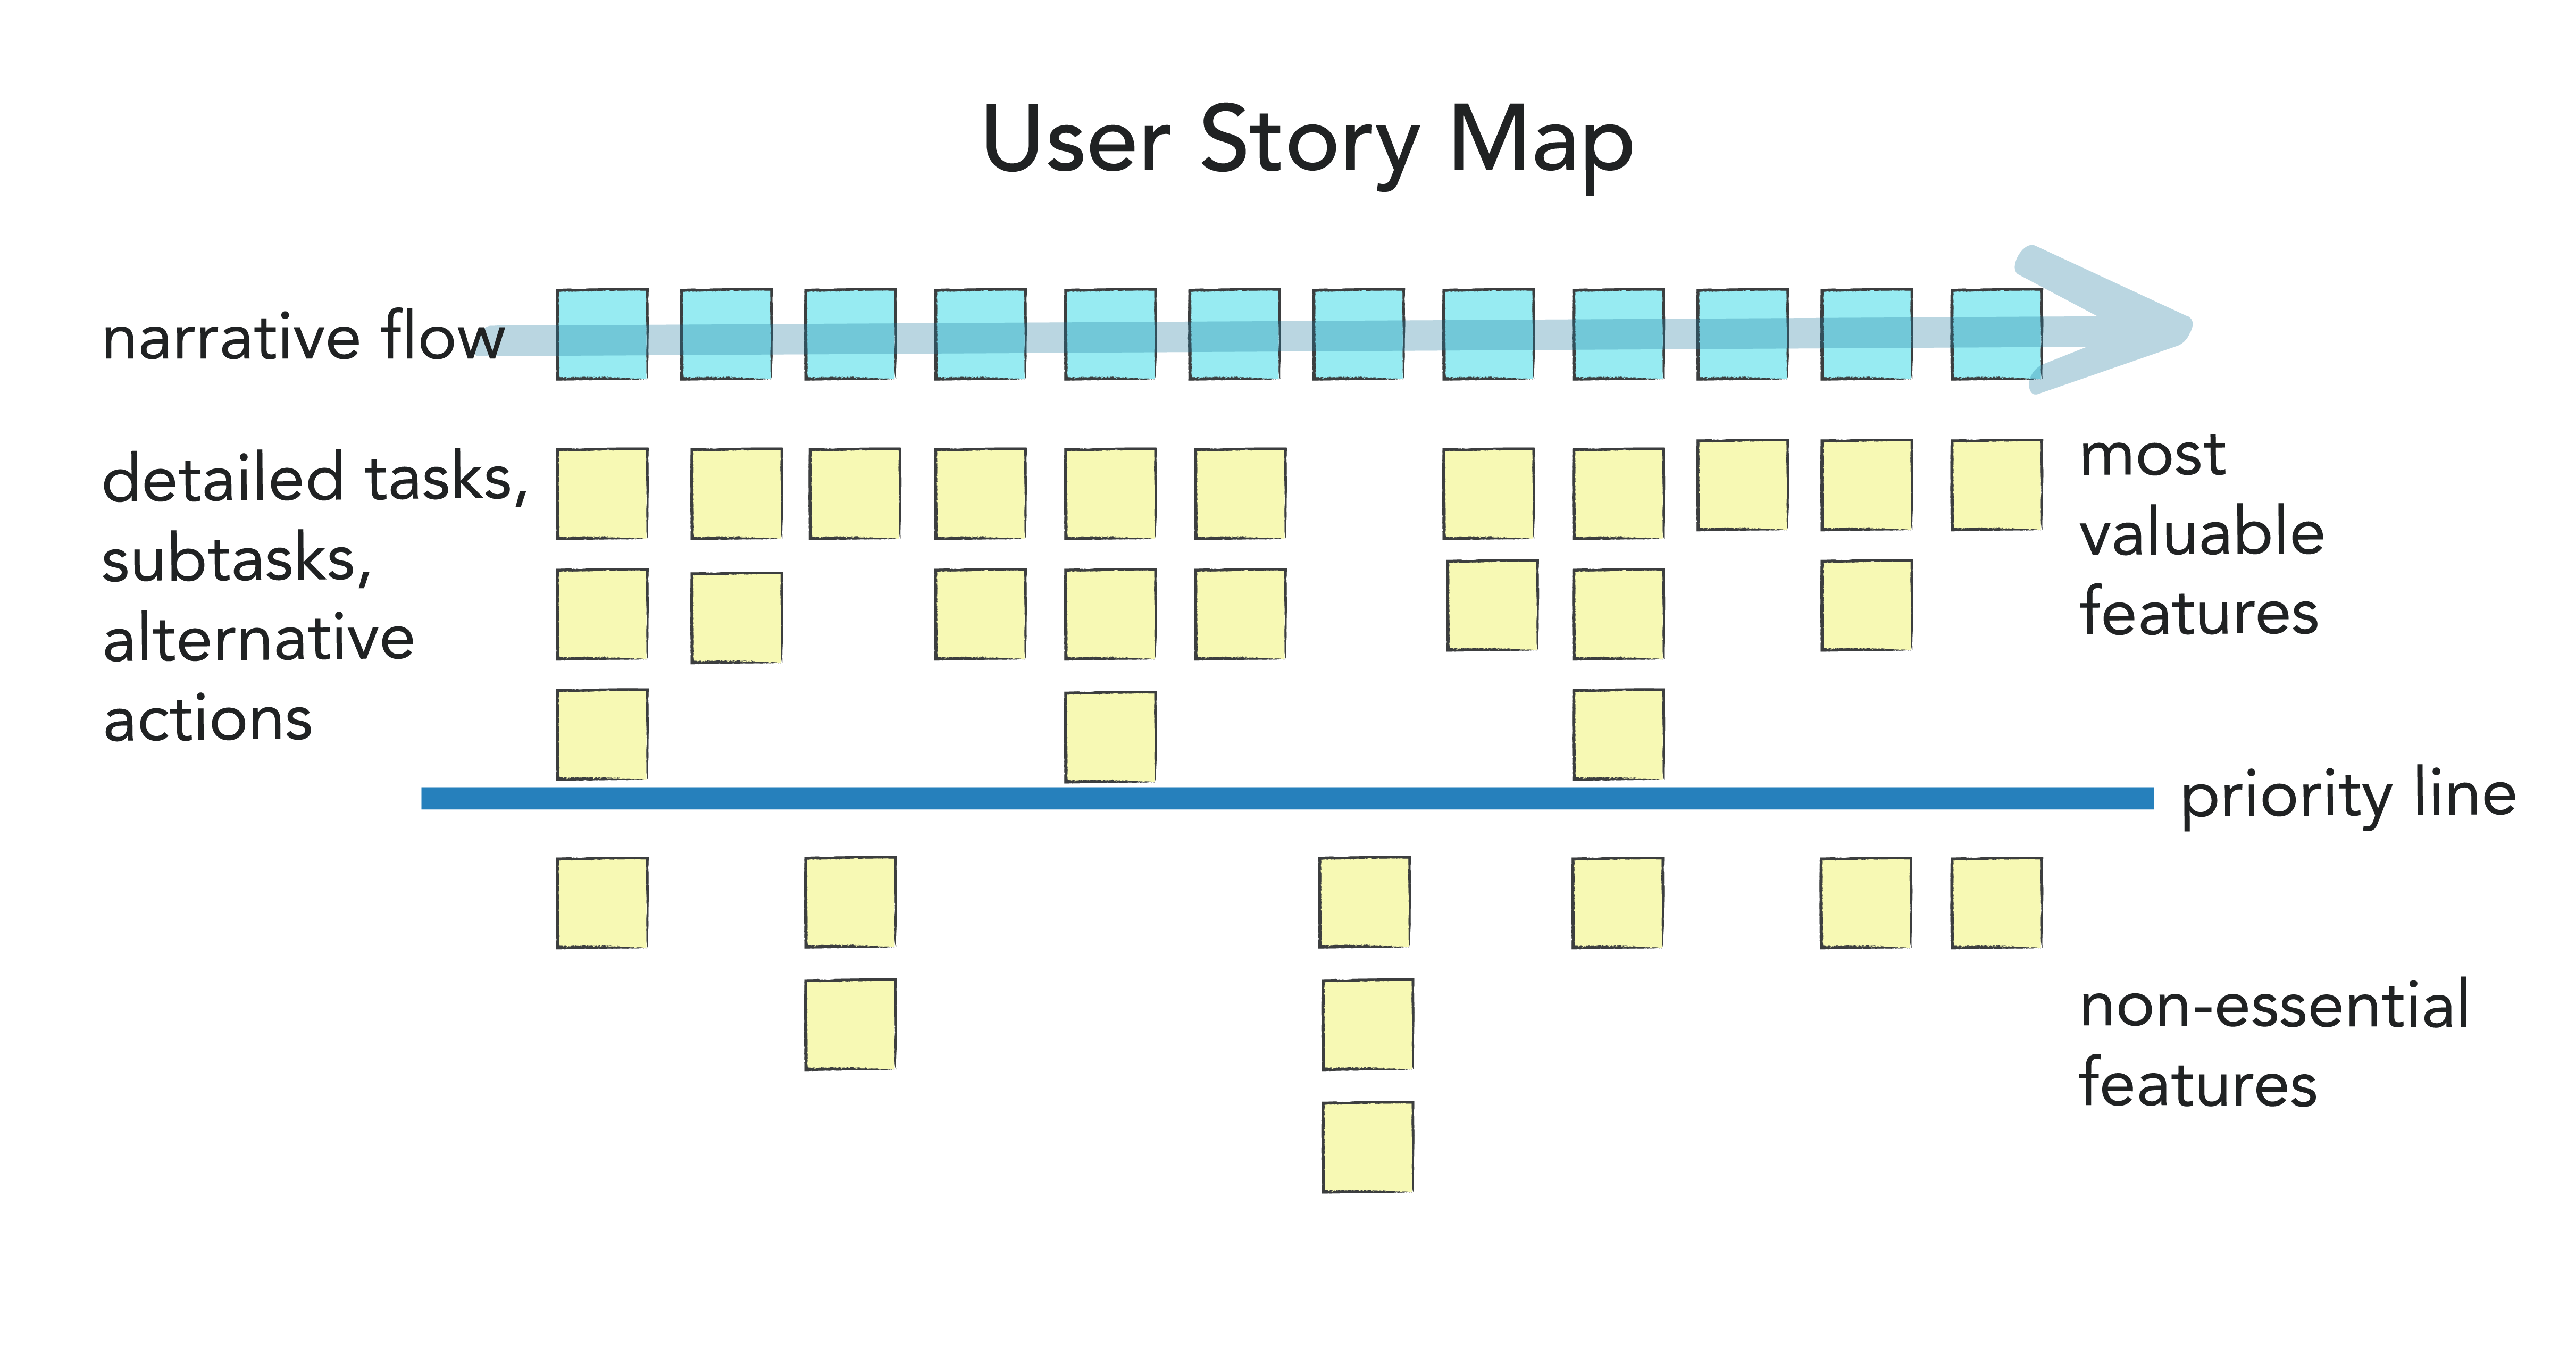 User Story Map
narrative flow
detailed tasks,
subtasks,
alternative
actions
most
valuable
features
priority line
non-essential
features